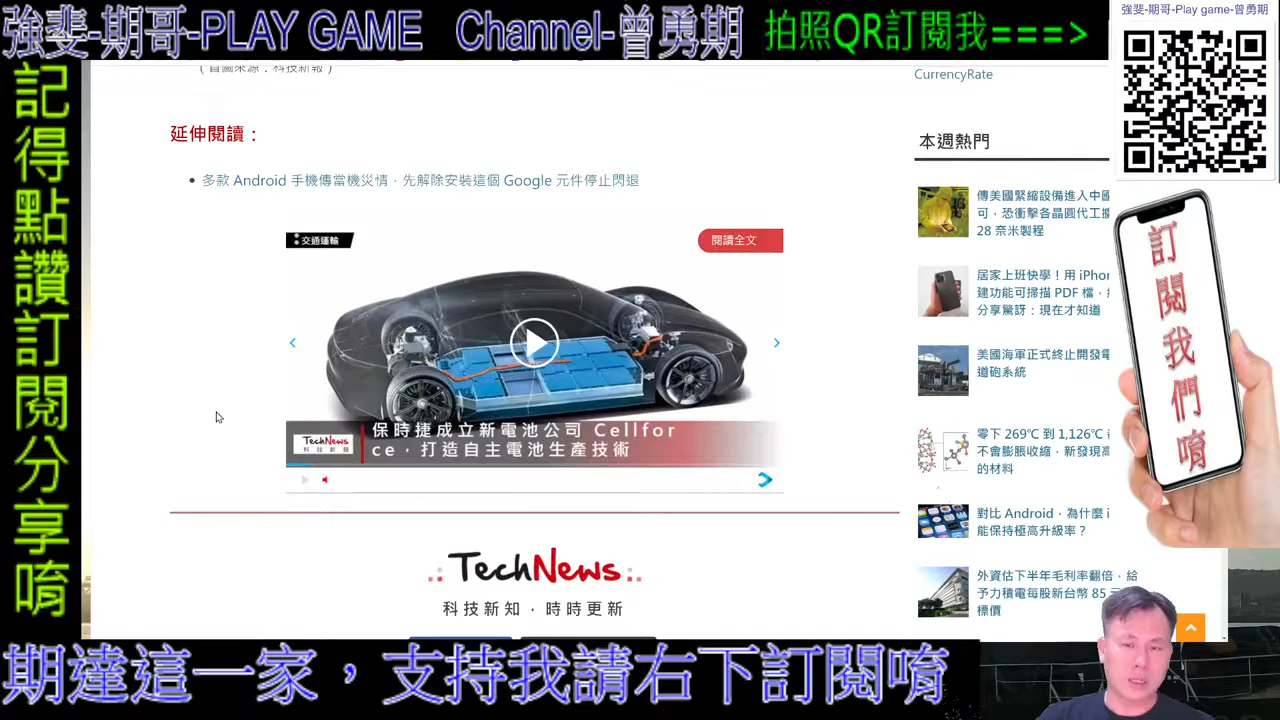 強斐-期哥-PLAY GAME Channel-曾勇期
拍照QR訂閱我===>
強斐-期哥-Play game-曾勇期
記得點讚訂閱分享唷
（首圖來源：科技新報）
延伸閱讀：
多款 Android 手機傳當機災情，先解除安裝這個 Google 元件停止閃退
交通運輸
閱讀全文
TechNews
科技新報
保時捷成立新電池公司 Cellfor
ce，打造自主電池生產技術
TechNews
科技新知，時時更新
CurrencyRate
本週熱門
傳美國緊縮設備進入中國
可，恐衝擊各晶圓代工
28 奈米製程
居家上班快學！用 iPhon
建功能可掃描 PDF 檔，
分享驚訝：現在才知道
美國海軍正式終止開發電
道砲系統
零下 269℃ 到 1,126℃
不會膨脹收縮，新發現
的材料
對比 Android，為什麼 i
能保持極高升級率？
外資估下半年毛利率翻倍，給
予力積電每股新台幣 85
標價
訂閱我們唷
期達這一家，支持我請右下訂閱唷